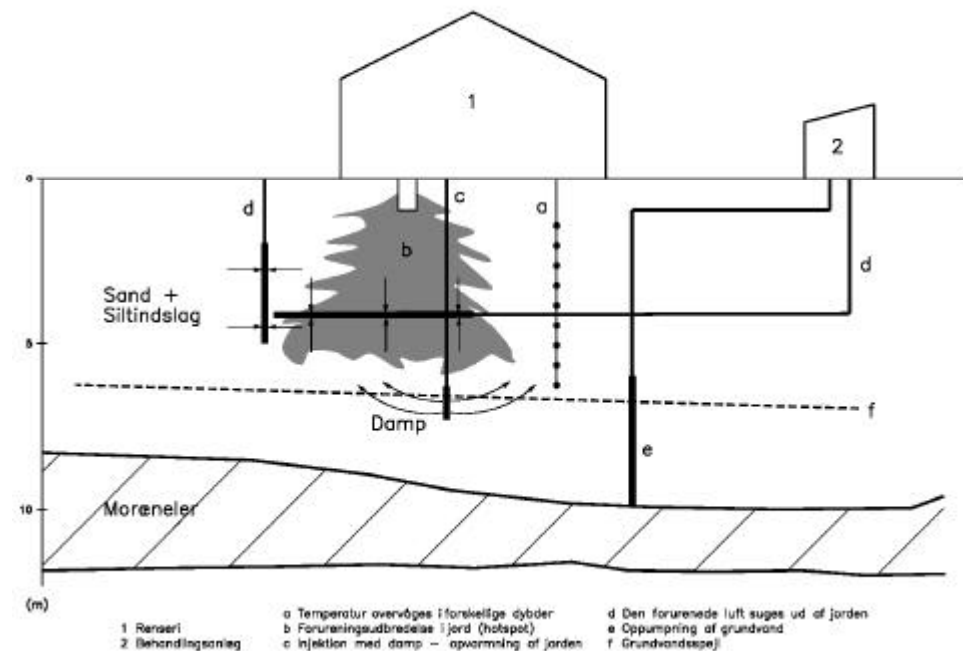 1
2
0
d
c
a
b
d
Sand +
Siltindslag
5
Damp
f
e
10
Moræneler
(m)
1 Renseri
2 Behandlingsanlæg
a Temperatur overvåges i forskellige dybder
b Forureningsudbredelse i jord (hotspot)
c Injektion med damp – opvarmning af jorden
d Den forurenede luft suges ud af jorden
e Oppumpning af grundvand
f Grundvandsspejl